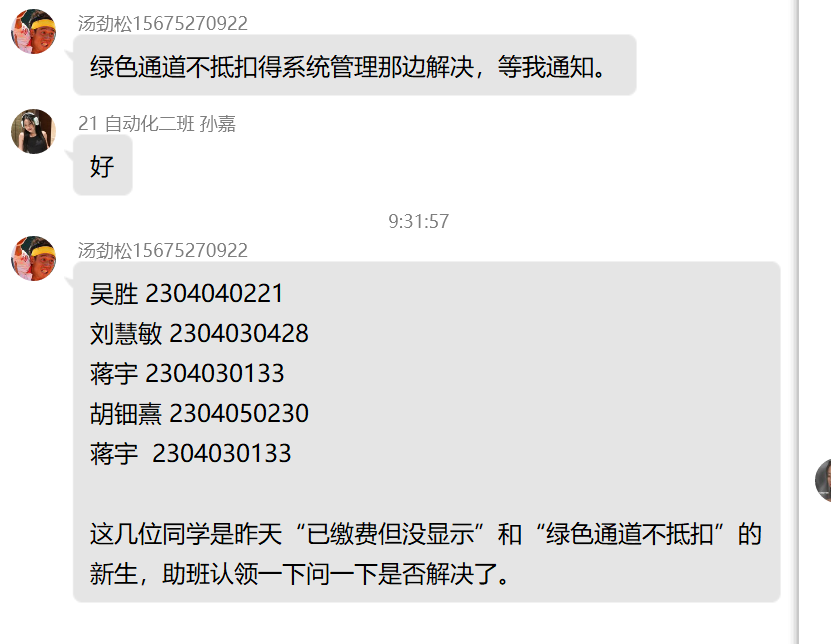 汤劲松15675270922
绿色通道不抵扣得系统管理那边解决，等我通知。
21 自动化二班 孙嘉
好
9:31:57
汤劲松15675270922
吴胜 2304040221
刘慧敏 2304030428
蒋宇 2304030133
胡钿熹 2304050230
蒋宇  2304030133
这几位同学是昨天“已缴费但没显示”和“绿色通道不抵扣”的
新生，助班认领一下问一下是否解决了。